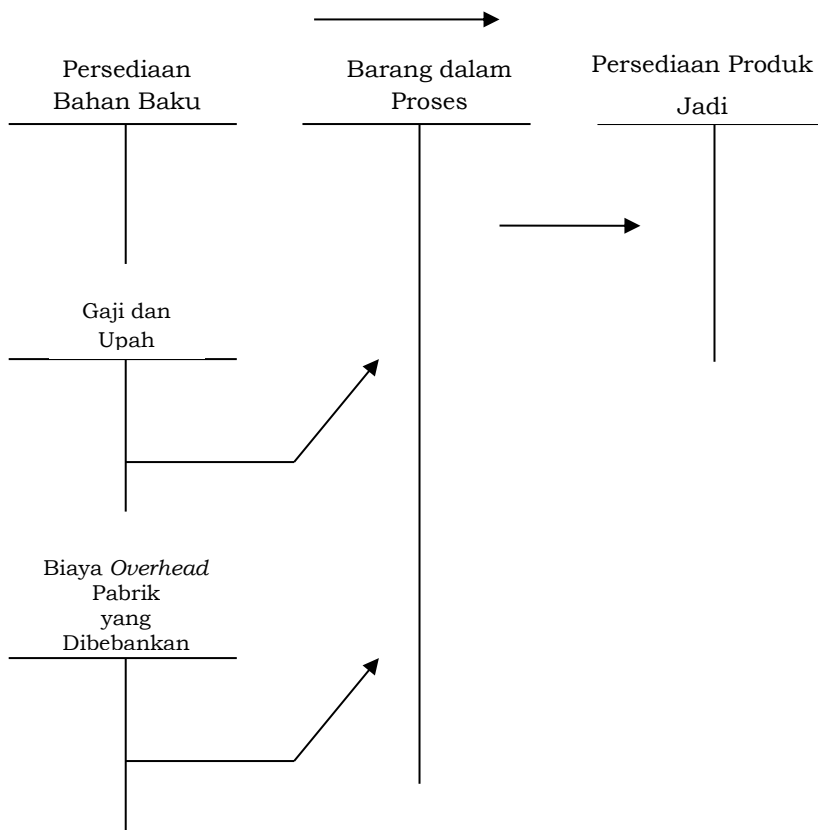 Persediaan
Bahan Baku
Barang dalam
Proses
Persediaan Produk
Jadi
Gaji dan
Upah
Biaya Overhead
Pabrik
yang
Dibebankan